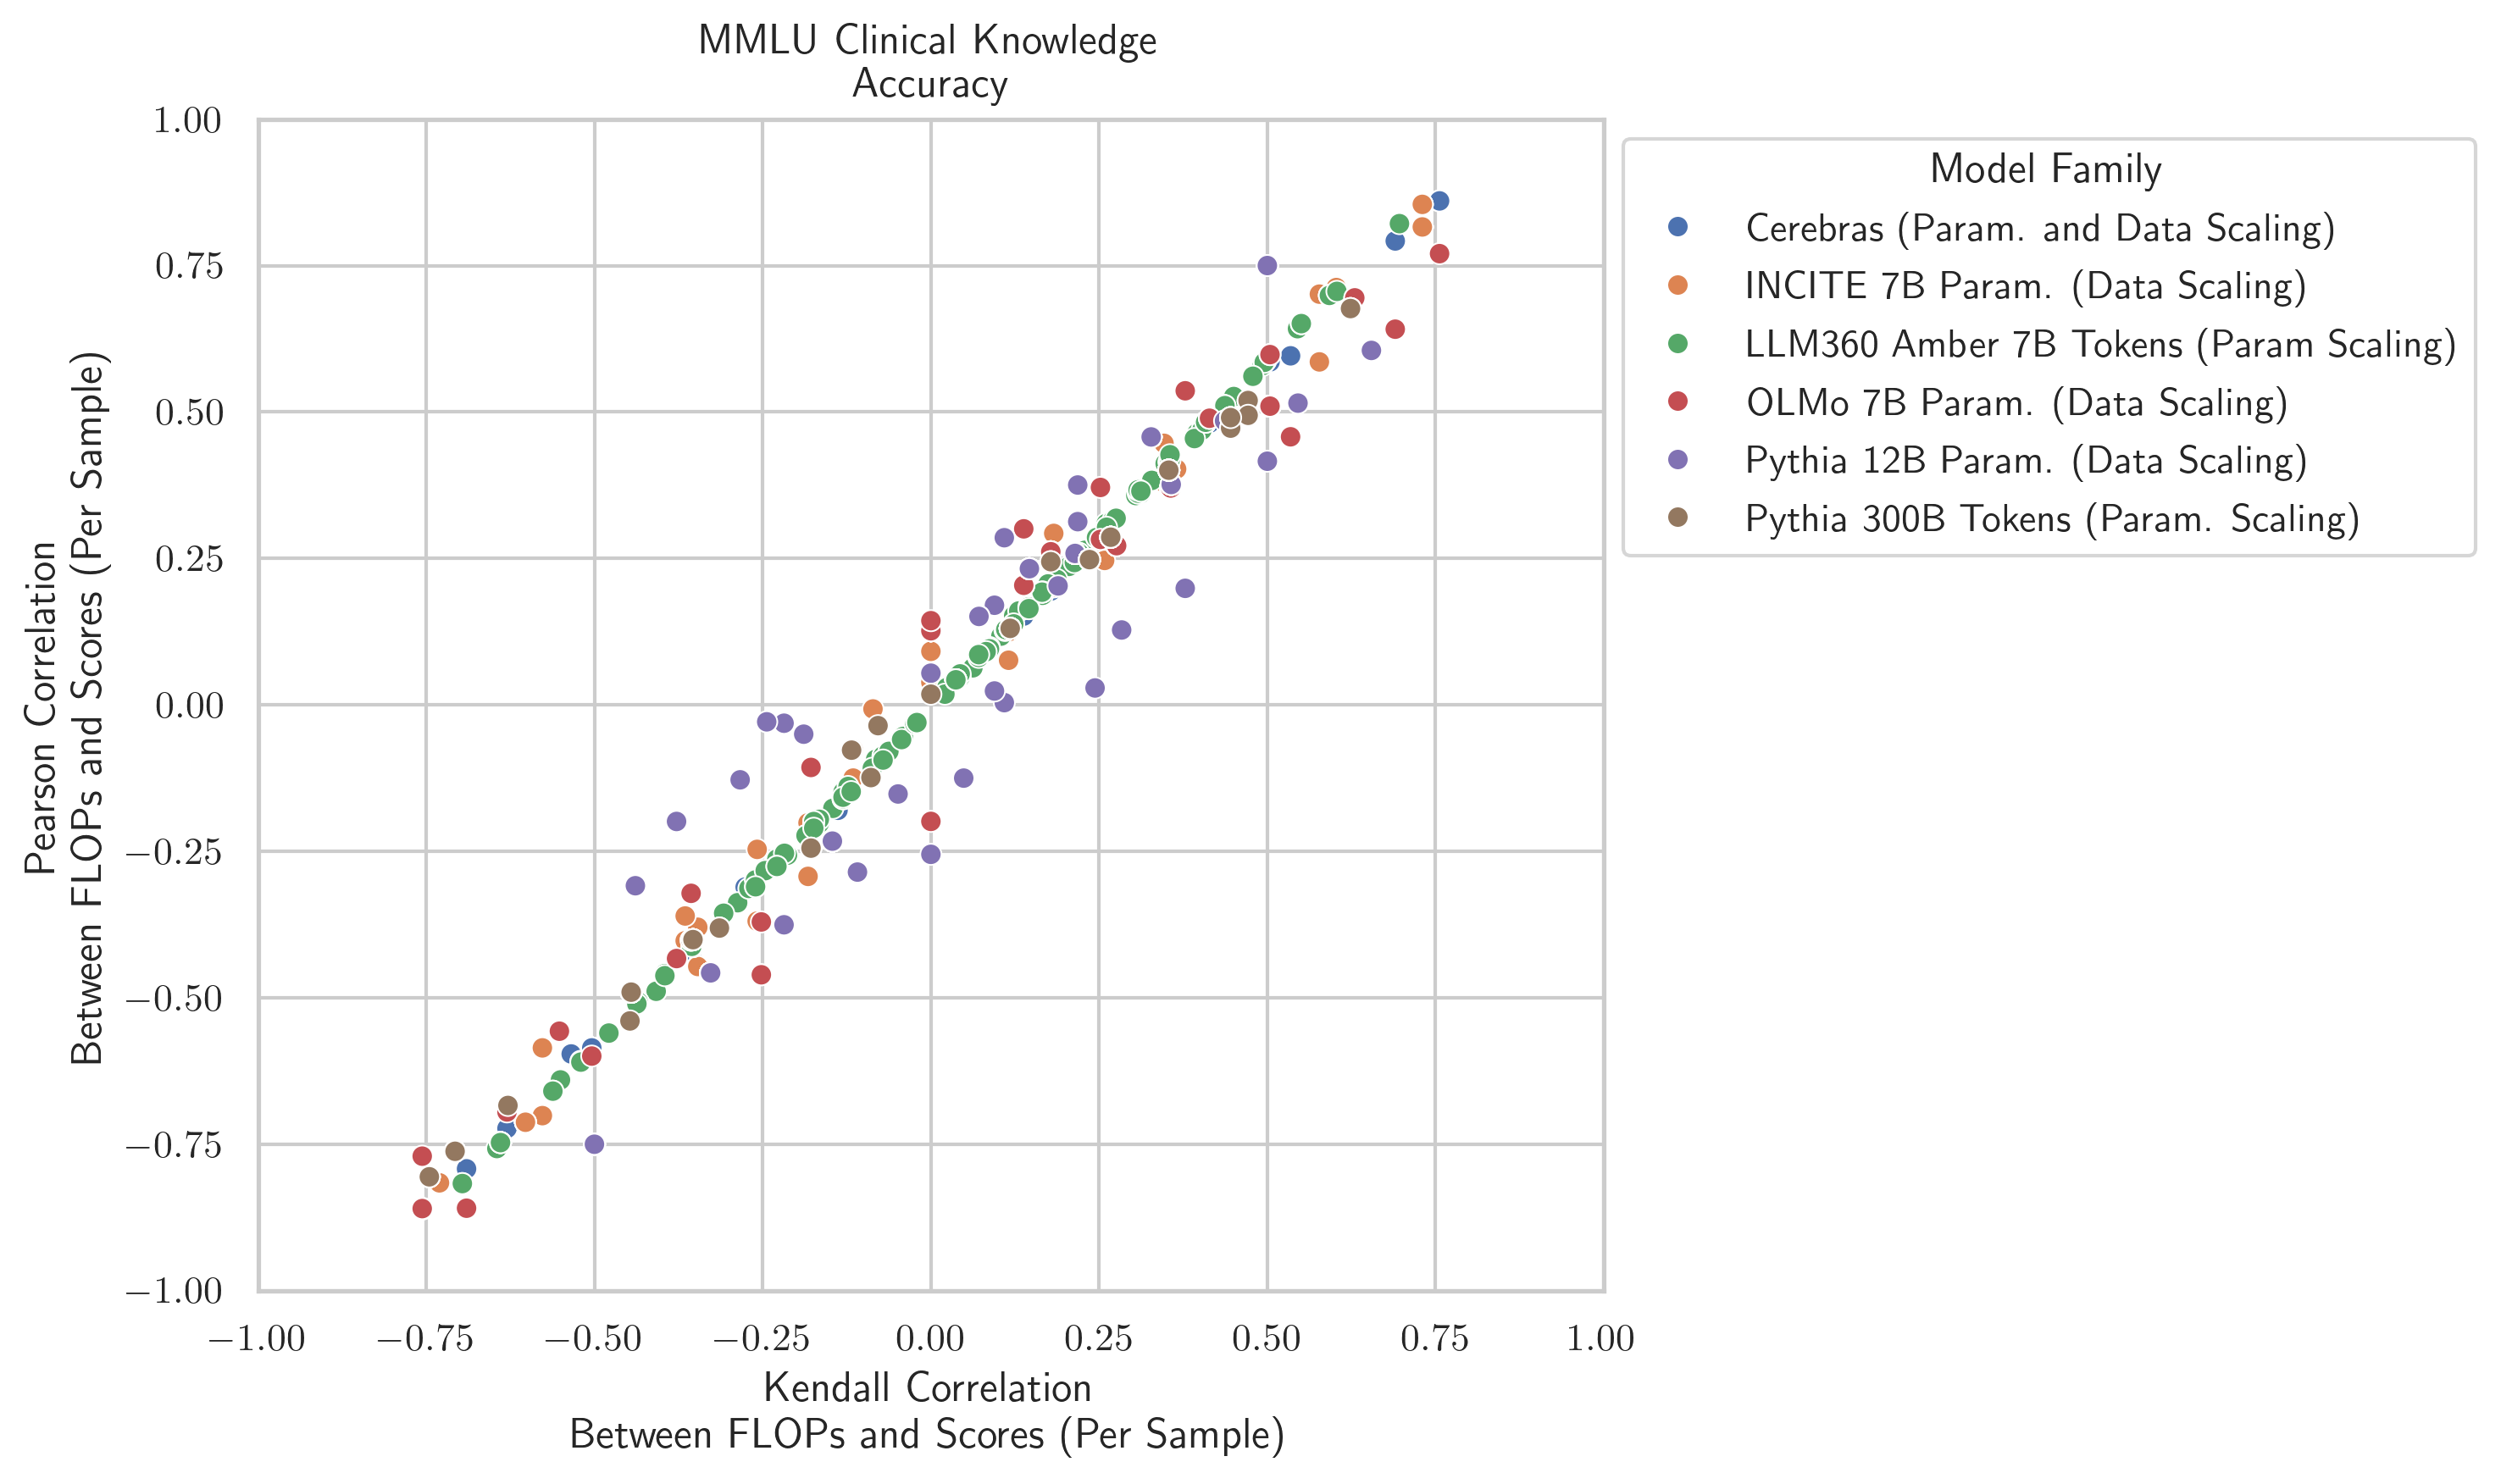 MMLU Clinical Knowledge
Accuracy
Pearson Correlation
Between FLOPs and Scores (Per Sample)
1.00
0.75
0.50
0.25
0.00
−0.25
−0.50
−0.75
−1.00
−1.00 −0.75 −0.50 −0.25 0.00 0.25 0.50 0.75 1.00
Kendall Correlation
Between FLOPs and Scores (Per Sample)
Model Family
Cerebras (Param. and Data Scaling)
INCITE 7B Param. (Data Scaling)
LLM360 Amber 7B Tokens (Param Scaling)
OLMo 7B Param. (Data Scaling)
Pythia 12B Param. (Data Scaling)
Pythia 300B Tokens (Param. Scaling)